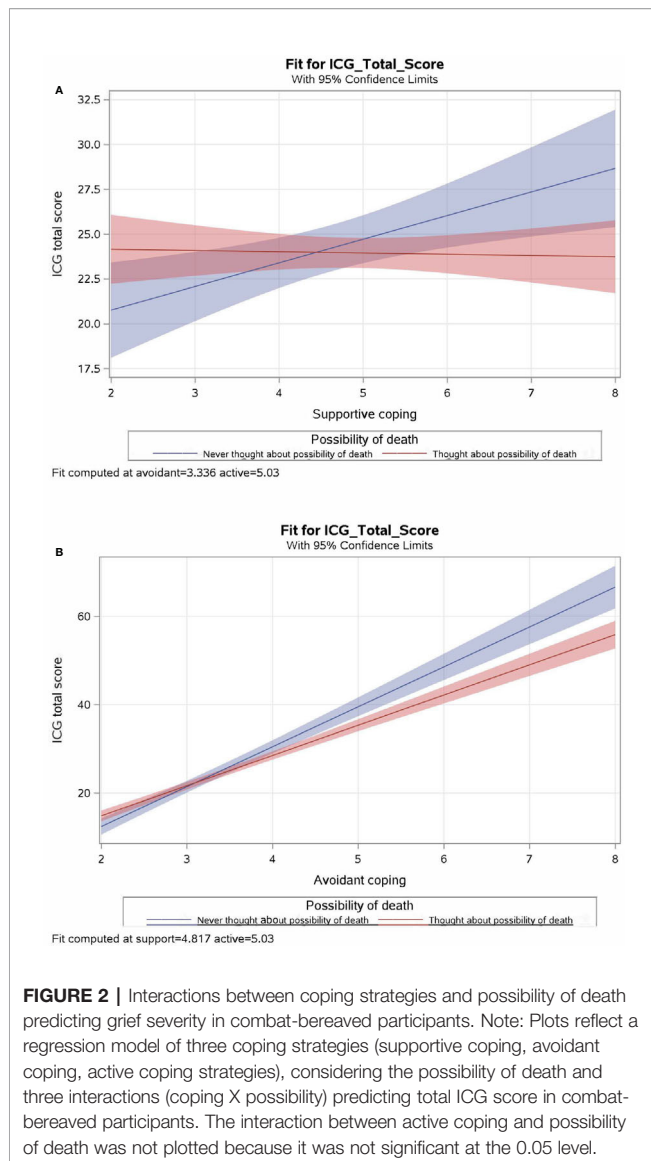 Fit for ICG_Total_Score
With 95% Confidence Limits
A
32.5
30.0
27.5
25.0
22.5
20.0
17.5
ICG total score
2 3 4 5 6 7 8
Supportive coping
Possibility of death
Never thought about possibility of death Thought about possibility of death
Fit computed at avoidant=3.336 active=5.03
Fit for ICG_Total_Score
With 95% Confidence Limits
B
60
40
20
ICG total score
2 3 4 5 6 7 8
Avoidant coping
Possibility of death
Never thought about possibility of death Thought about possibility of death
Fit computed at support=4.817 active=5.03
FIGURE 2 | Interactions between coping strategies and possibility of death
predicting grief severity in combat-bereaved participants. Note: Plots reflect a
regression model of three coping strategies (supportive coping, avoidant
coping, active coping strategies), considering the possibility of death and
three interactions (coping X possibility) predicting total ICG score in combat-
bereaved participants. The interaction between active coping and possibility
of death was not plotted because it was not significant at the 0.05 level.